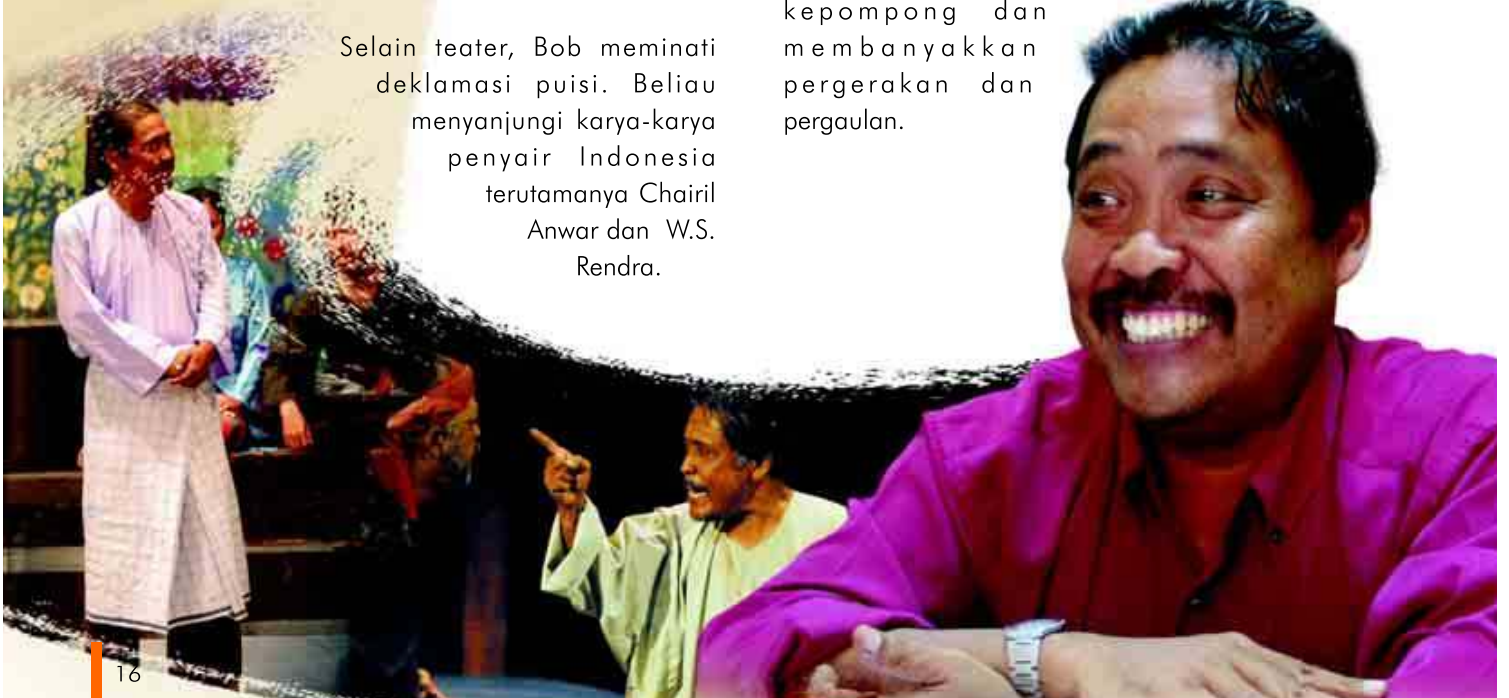 Selain teater, Bob meminati
deklamasi puisi. Beliau
menyanjungi karya-karya
penyair Indonesia
terutamanya Chairil
Anwar dan W.S.
Rendra.
kepompong dan
membanyakkan
pergerakan dan
pergaulan.
16